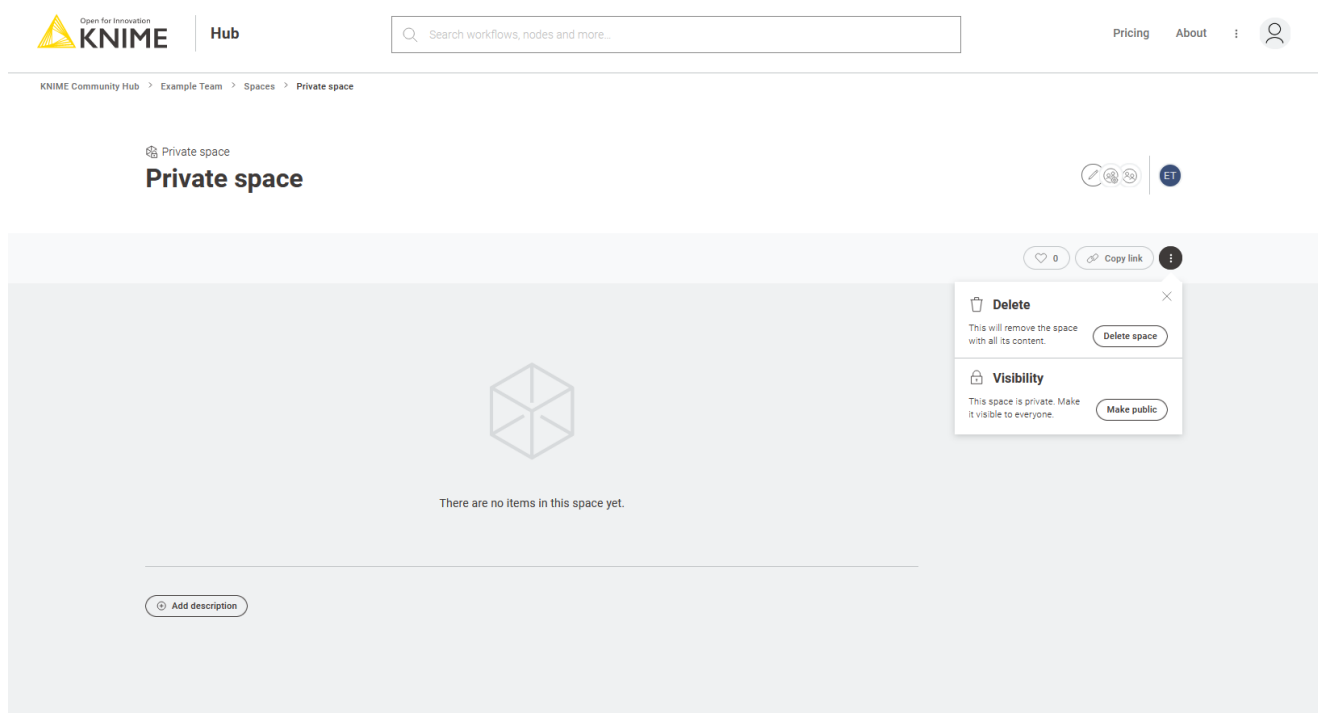 Open for Innovation
KNIME
Hub
Search workflows, nodes and more...
Pricing
About
KNIME Community Hub > Example Team > Spaces > Private space
Private space
Private space
ET
0
Copy link
Delete
This will remove the space
with all its content.
Delete space
Visibility
This space is private. Make
it visible to everyone.
Make public
There are no items in this space yet.
Add description